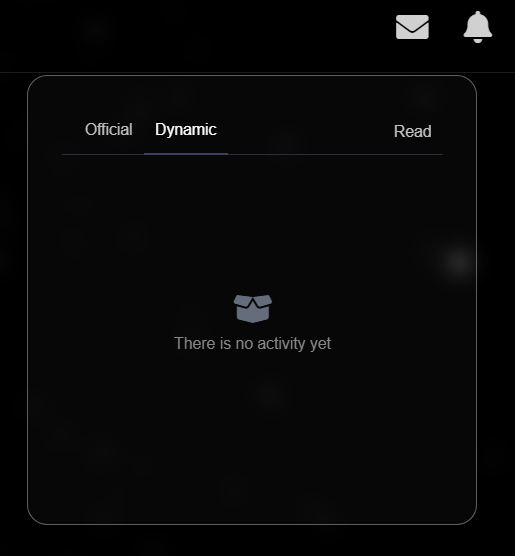 Official Dynamic Read
There is no activity yet